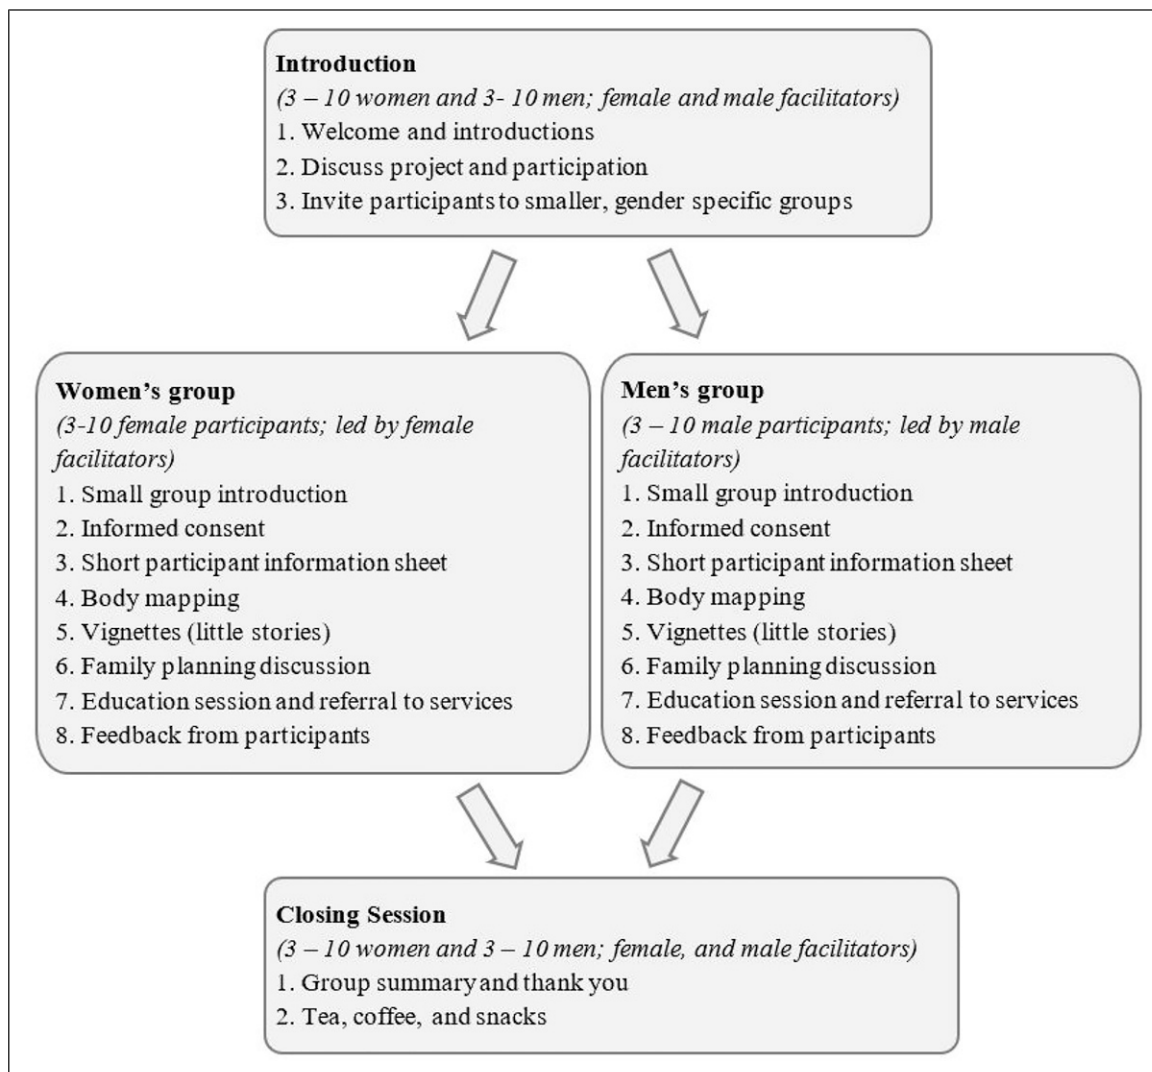 Introduction
(3 – 10 women and 3- 10 men; female and male facilitators)
1. Welcome and introductions
2. Discuss project and participation
3. Invite participants to smaller, gender specific groups
Women’s group
(3-10 female participants; led by female
facilitators)
1. Small group introduction
2. Informed consent
3. Short participant information sheet
4. Body mapping
5. Vignettes (little stories)
6. Family planning discussion
7. Education session and referral to services
8. Feedback from participants
Men’s group
(3 – 10 male participants; led by male
facilitators)
1. Small group introduction
2. Informed consent
3. Short participant information sheet
4. Body mapping
5. Vignettes (little stories)
6. Family planning discussion
7. Education session and referral to services
8. Feedback from participants
Closing Session
(3 – 10 women and 3 – 10 men; female, and male facilitators)
1. Group summary and thank you
2. Tea, coffee, and snacks